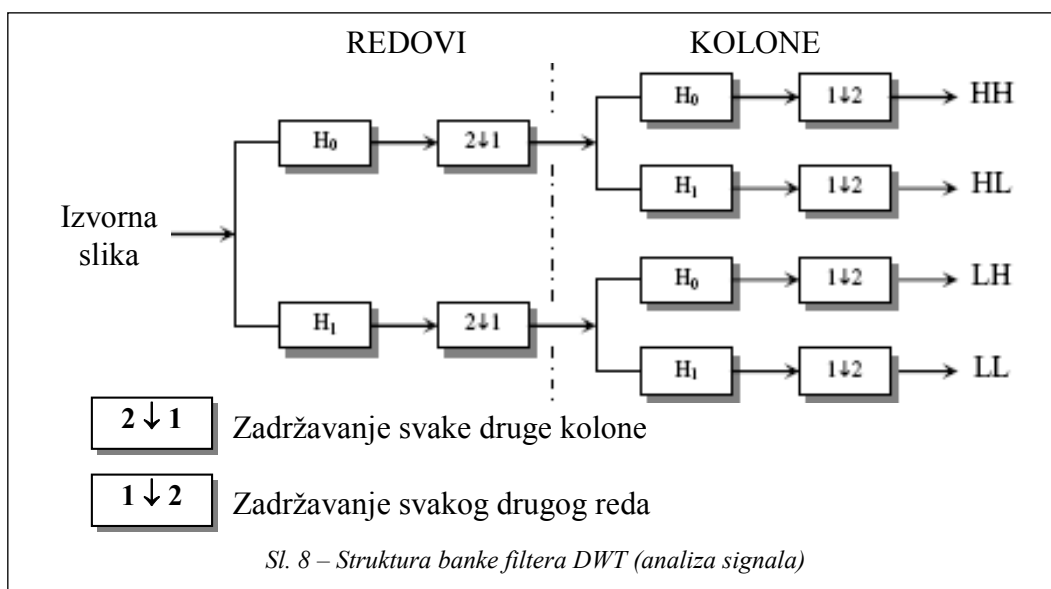 REDOVI KOLONE
H₀ 1↓2 HH
H₀ 2↓1
H₁ 1↓2 HL
Izvorna
slika
H₀ 1↓2 LH
H₁ 2↓1
H₁ 1↓2 LL
2 ↓ 1 Zadržavanje svake druge kolone
1 ↓ 2 Zadržavanje svakog drugog reda
Sl. 8 – Struktura banke filtera DWT (analiza signala)